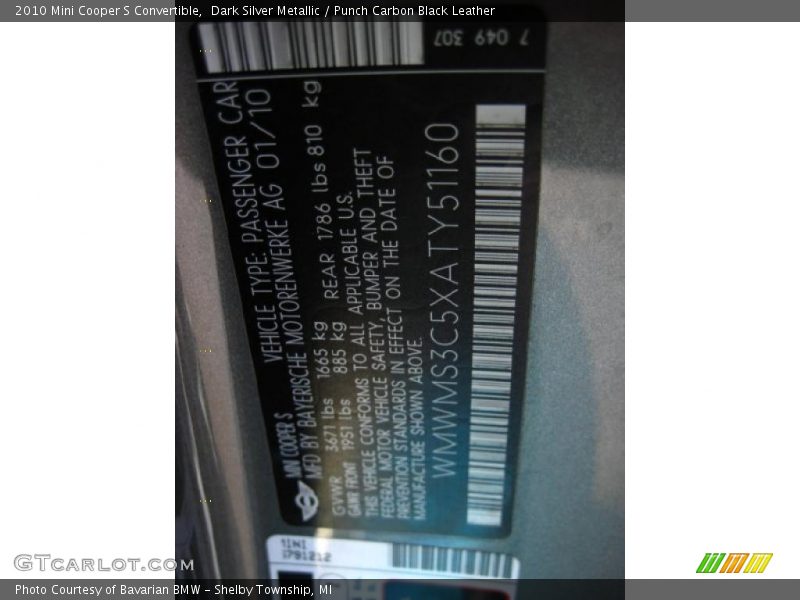 2010 Mini Cooper S Convertible,  Dark Silver Metallic / Punch Carbon Black Leather
7 049 307
MINI COOPER S VEHICLE TYPE: PASSENGER CAR
MFD BY BAYERISCHE MOTORENWERKE AG 01/10
GVWR 3671 lbs 1665 kg REAR 1786 lbs 810 kg
GAWR FRONT 1951 lbs 885 kg
THIS VEHICLE CONFORMS TO ALL APPLICABLE U.S.
FEDERAL MOTOR VEHICLE SAFETY, BUMPER AND THEFT
PREVENTION STANDARDS IN EFFECT ON THE DATE OF
MANUFACTURE SHOWN ABOVE.
WMWMS3C5XATY51160
MINI
1791212
GTCarlot.com
Photo Courtesy of Bavarian BMW – Shelby Township, MI